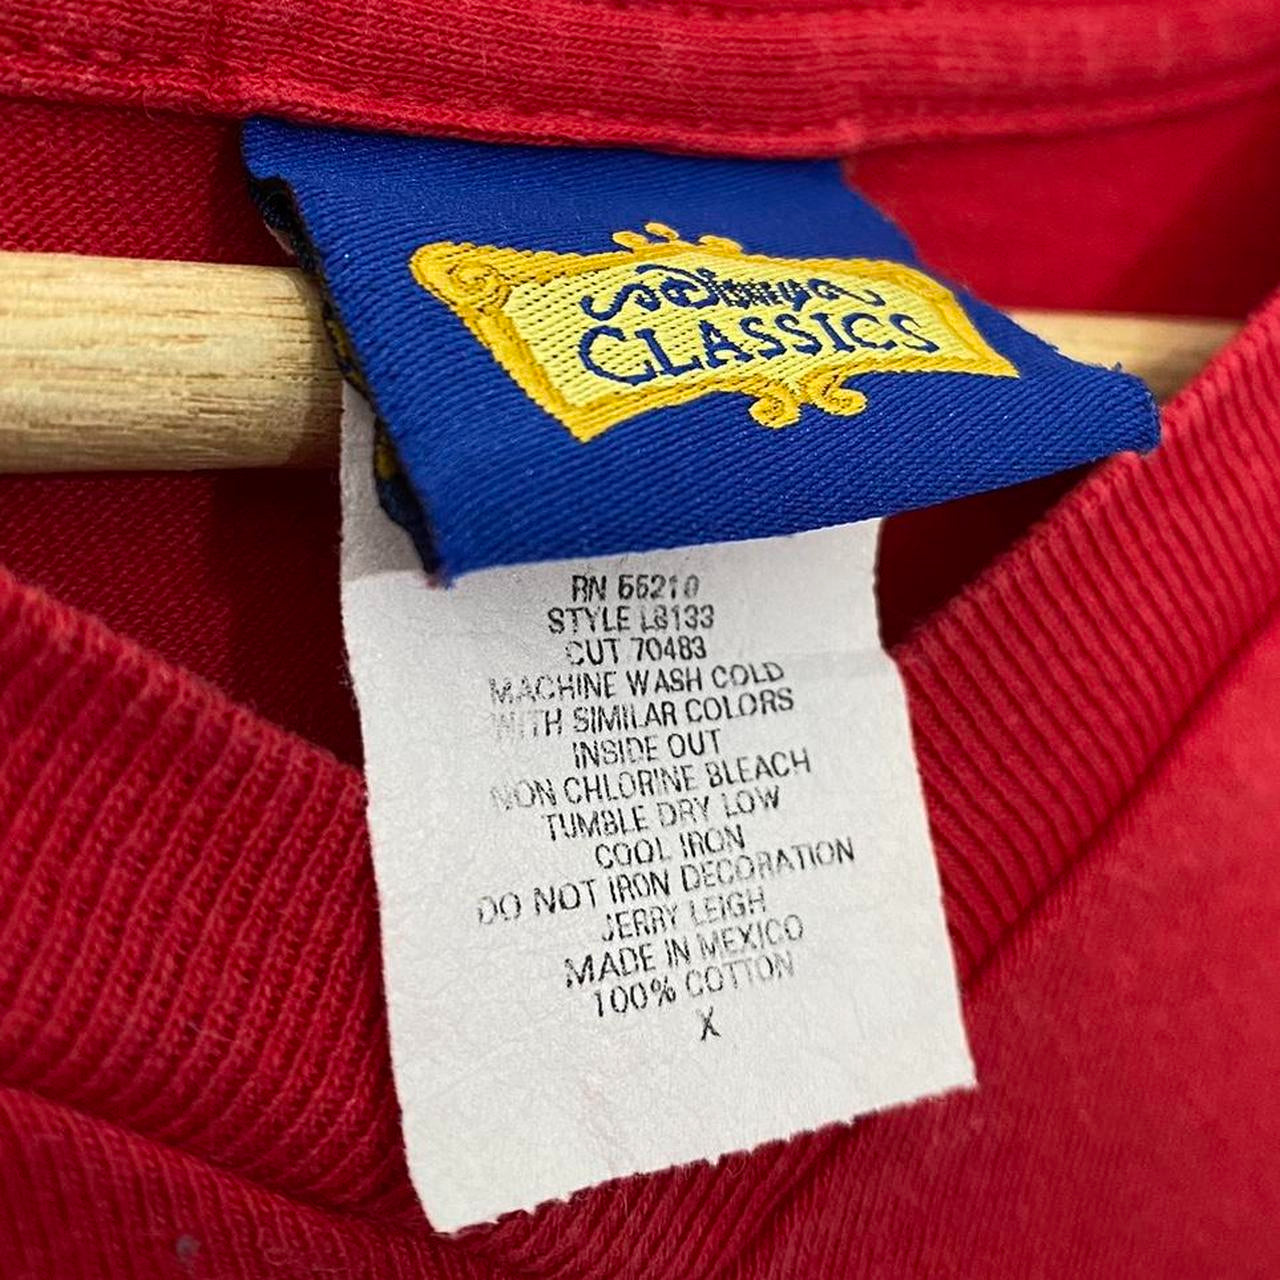 Disney
CLASSICS
RN 55210
STYLE L8133
CUT 70483
MACHINE WASH COLD
WITH SIMILAR COLORS
INSIDE OUT
NON CHLORINE BLEACH
TUMBLE DRY LOW
COOL IRON
DO NOT IRON DECORATION
JERRY LEIGH
MADE IN MEXICO
100% COTTON
X